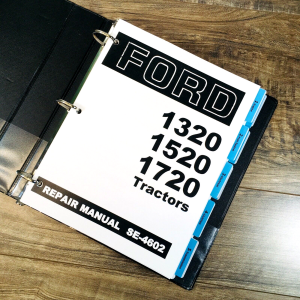 FORD
1320
1520
1720
Tractors
REPAIR MANUAL SE-4602